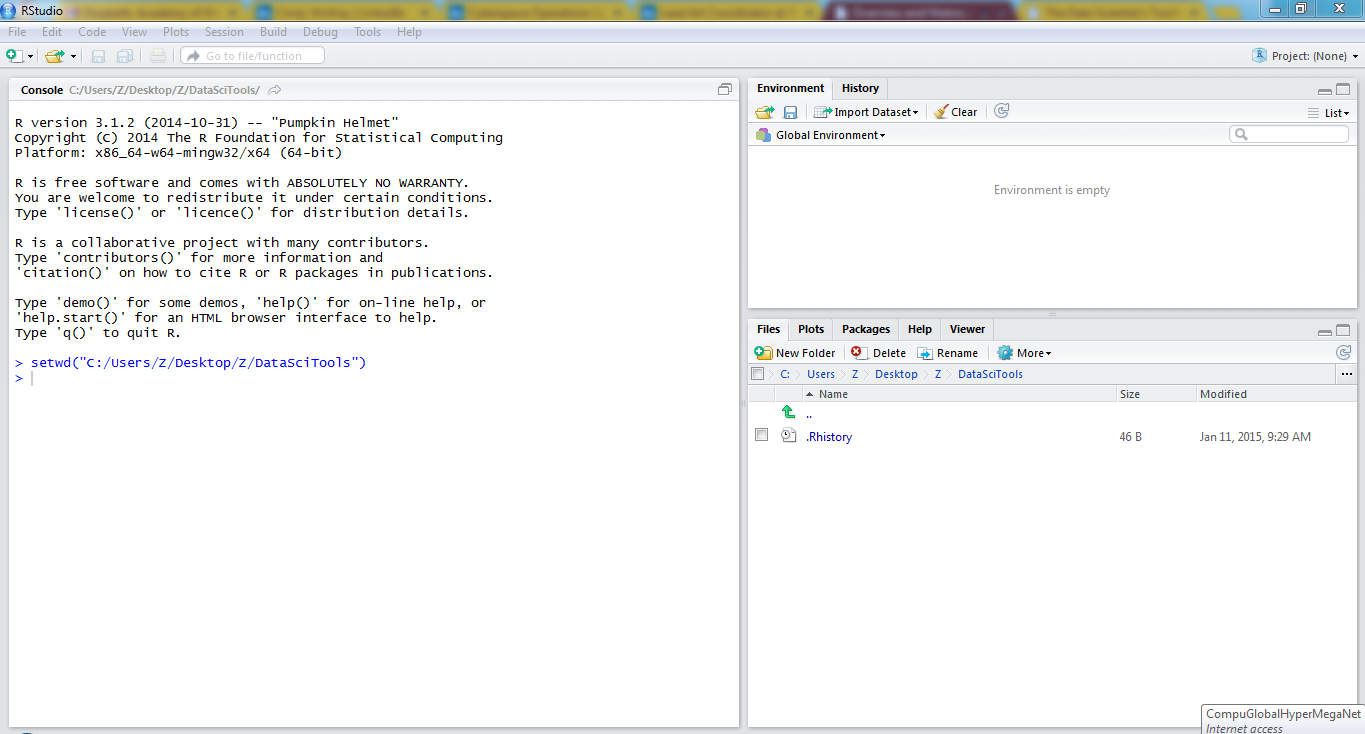 RStudio
File Edit Code View Plots Session Build Debug Tools Help
Go to file/function
Project: (None)
Console C:/Users/Z/Desktop/Z/DataSciTools/
R version 3.1.2 (2014-10-31) -- "Pumpkin Helmet"
Copyright (C) 2014 The R Foundation for Statistical Computing
Platform: x86_64-w64-mingw32/x64 (64-bit)
R is free software and comes with ABSOLUTELY NO WARRANTY.
You are welcome to redistribute it under certain conditions.
Type 'license()' or 'licence()' for distribution details.
R is a collaborative project with many contributors.
Type 'contributors()' for more information and
'citation()' on how to cite R or R packages in publications.
Type 'demo()' for some demos, 'help()' for on-line help, or
'help.start()' for an HTML browser interface to help.
Type 'q()' to quit R.
> setwd("C:/Users/Z/Desktop/Z/DataSciTools")
>
Environment History
Import Dataset Clear List
Global Environment
Environment is empty
Files Plots Packages Help Viewer
New Folder Delete Rename More
C: Users Z Desktop Z DataSciTools ...
Name Size Modified
..
.Rhistory 46 B Jan 11, 2015, 9:29 AM
CompuGlobalHyperMegaNet
Internet access